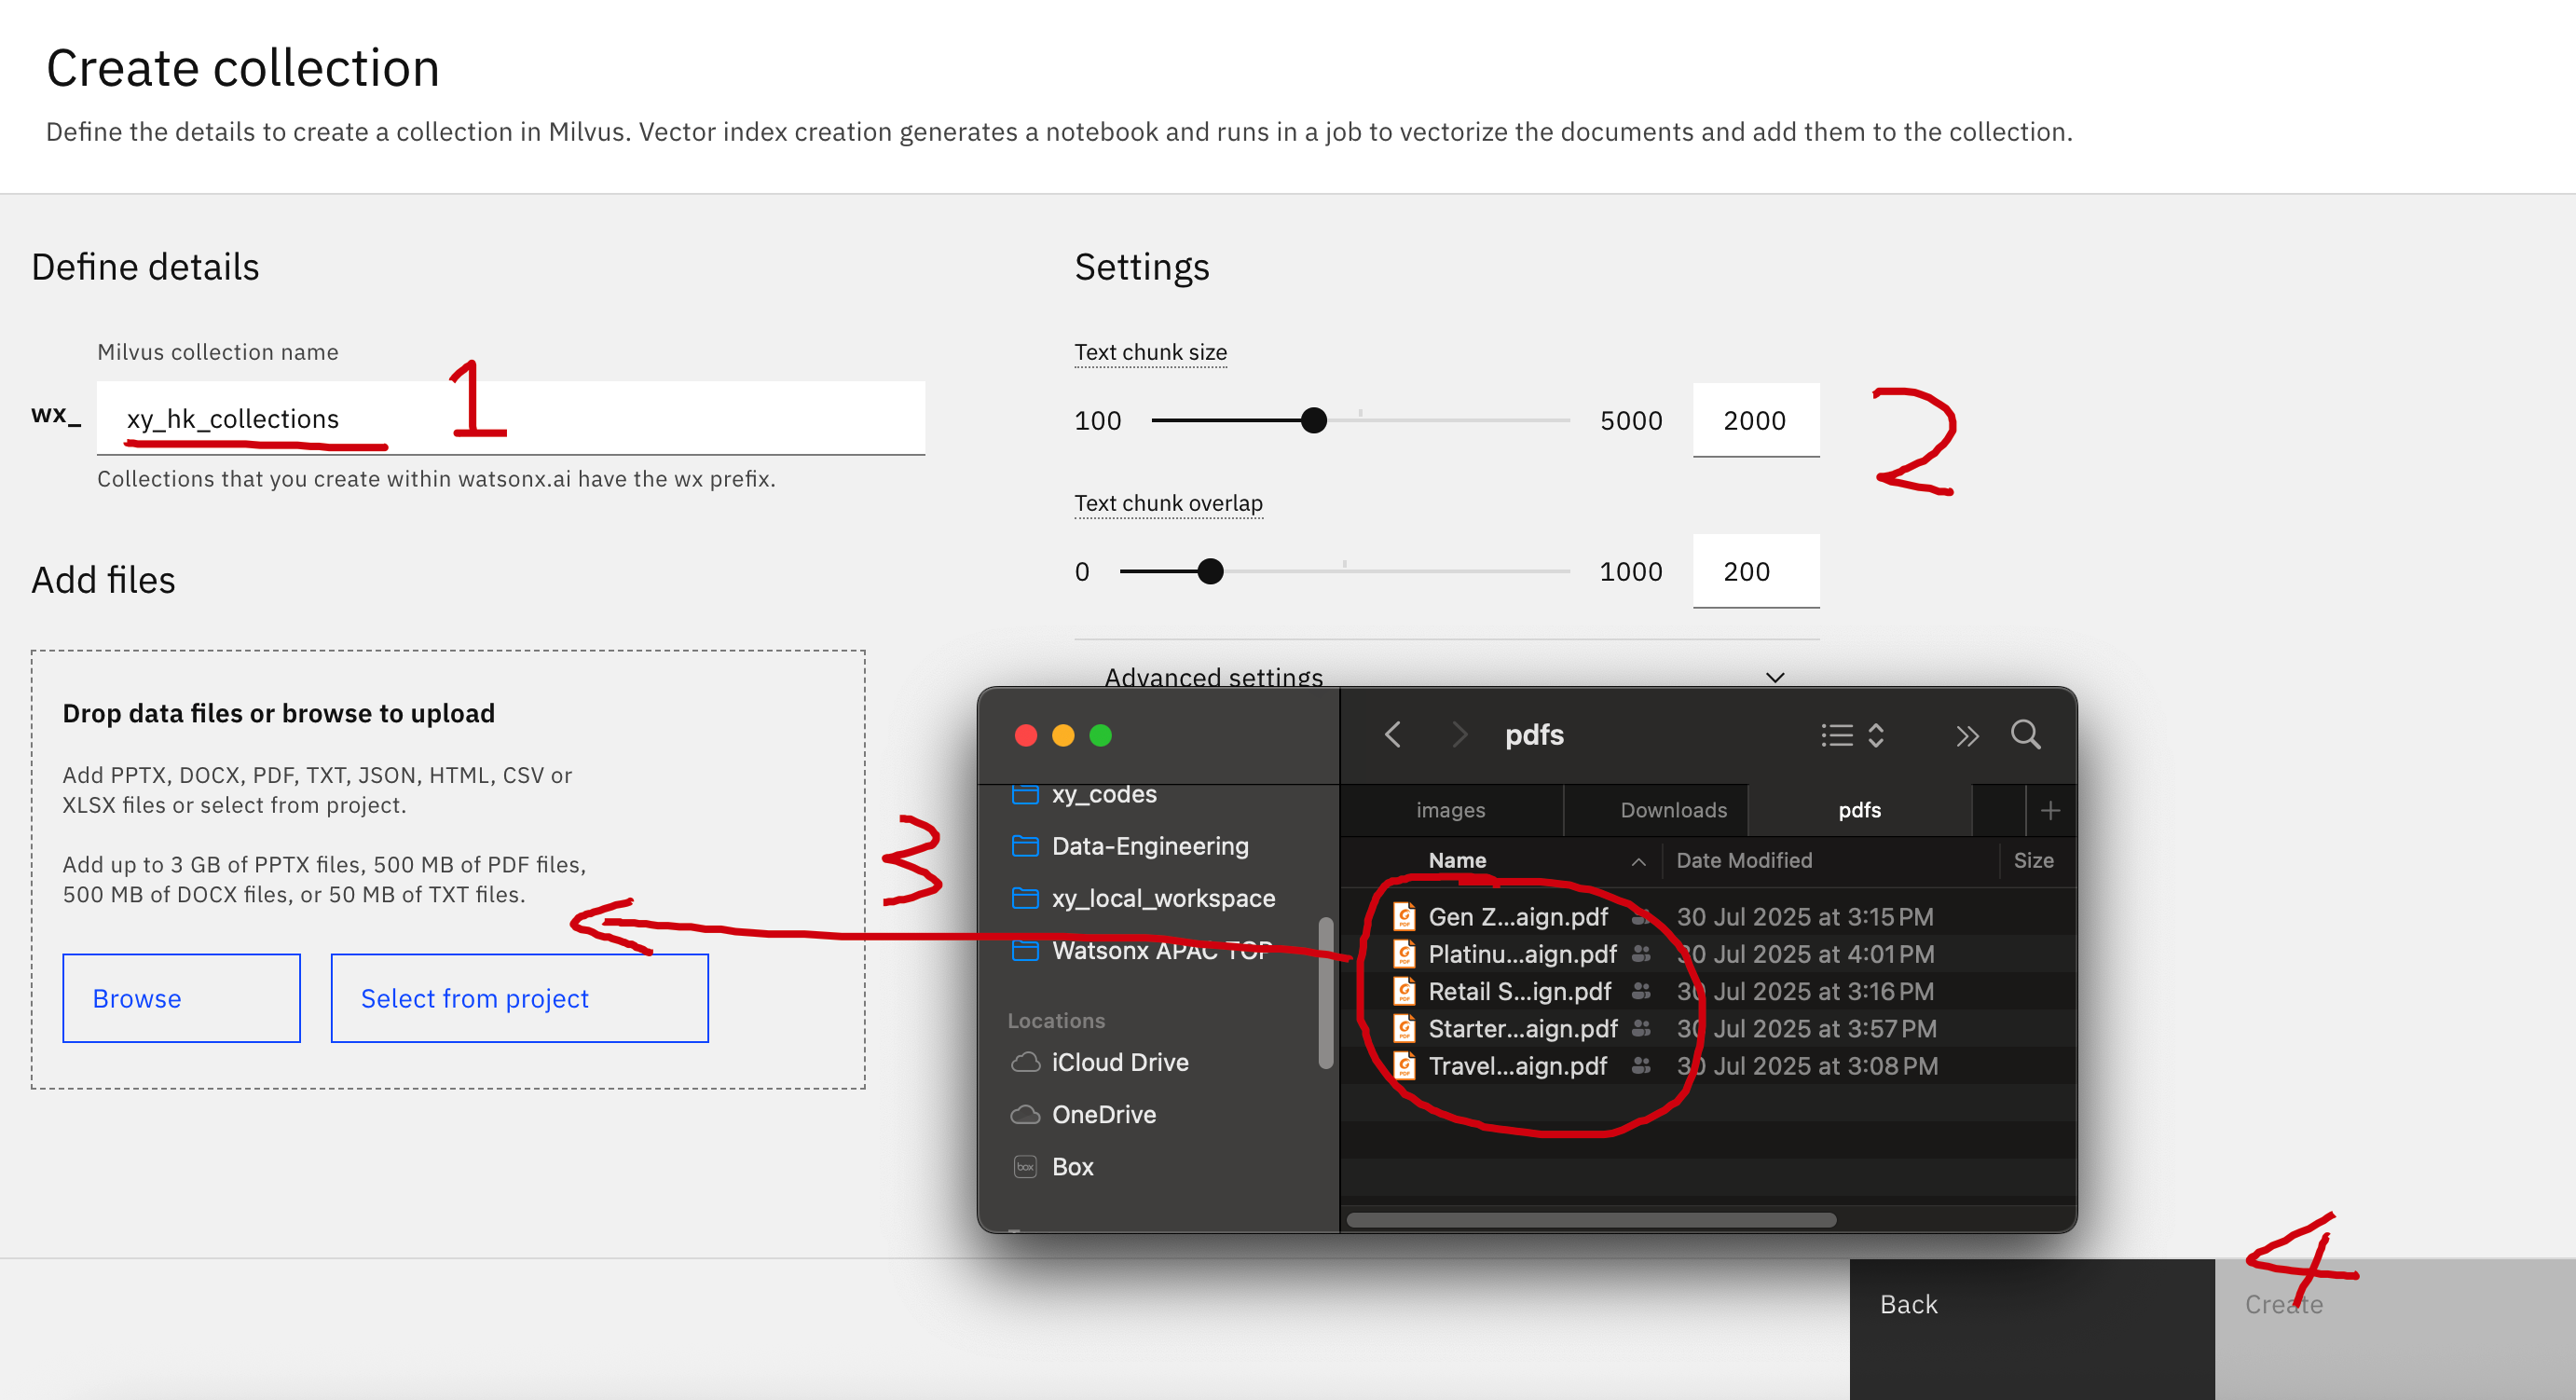 Create collection
Define the details to create a collection in Milvus. Vector index creation generates a notebook and runs in a job to vectorize the documents and add them to the collection.
Define details
Milvus collection name
wx_
xy_hk_collections
1
Collections that you create within watsonx.ai have the wx prefix.
Settings
Text chunk size
100
5000
2000
2
Text chunk overlap
0
1000
200
Advanced settings
Add files
Drop data files or browse to upload
Add PPTX, DOCX, PDF, TXT, JSON, HTML, CSV or
XLSX files or select from project.
Add up to 3 GB of PPTX files, 500 MB of PDF files,
500 MB of DOCX files, or 50 MB of TXT files.
3
Browse
Select from project
xy_codes
Data-Engineering
xy_local_workspace
Watsonx APAC TOP
Locations
iCloud Drive
OneDrive
Box
pdfs
images
Downloads
pdfs
Name
Date Modified
Size
Gen Z...aign.pdf 30 Jul 2025 at 3:15 PM
Platinu...aign.pdf 30 Jul 2025 at 4:01 PM
Retail S...ign.pdf 30 Jul 2025 at 3:16 PM
Starter...aign.pdf 30 Jul 2025 at 3:57 PM
Travel...aign.pdf 30 Jul 2025 at 3:08 PM
4
Back
Create